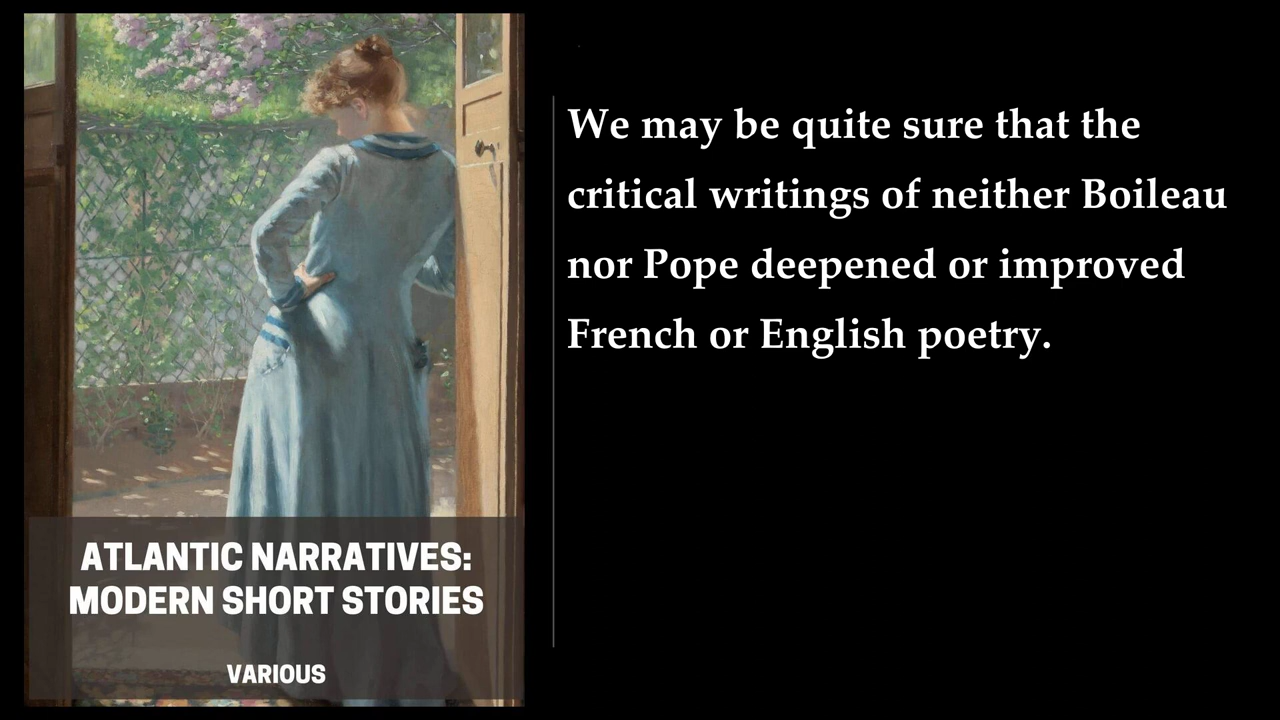 We may be quite sure that the
critical writings of neither Boileau
nor Pope deepened or improved
French or English poetry.
ATLANTIC NARRATIVES:
MODERN SHORT STORIES
VARIOUS